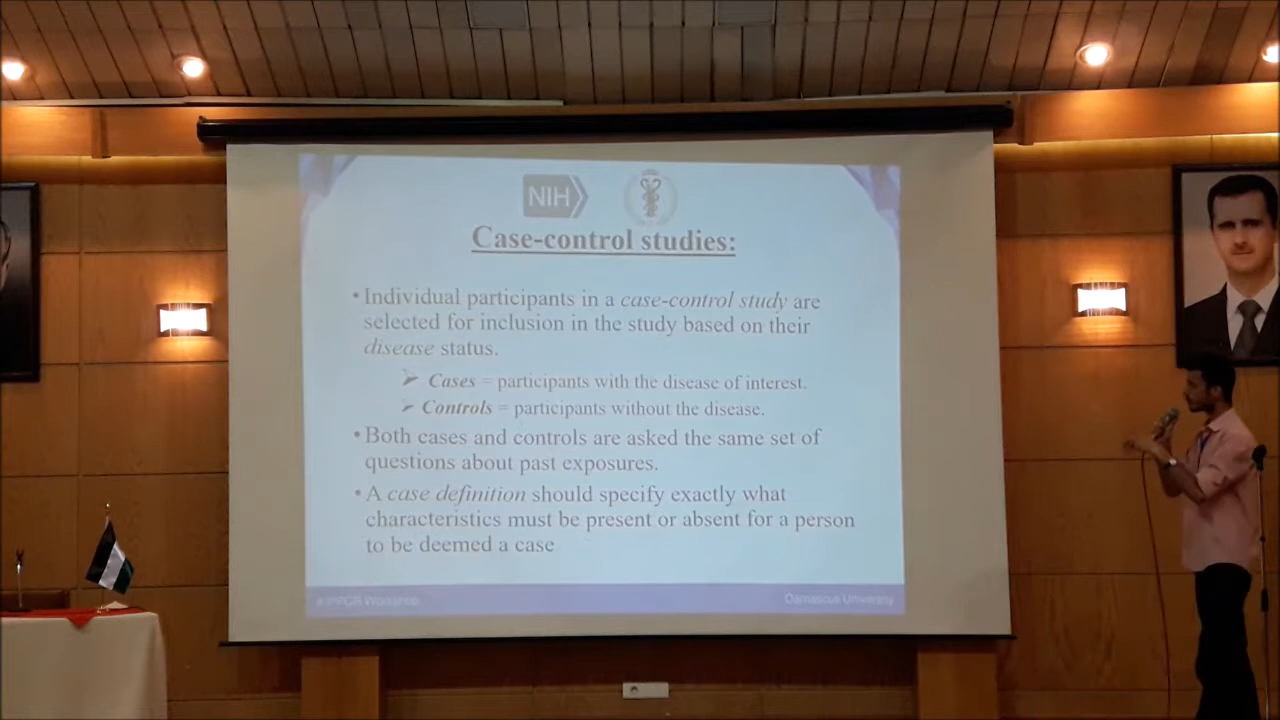 NIH
Case-control studies:
• Individual participants in a case-control study are
selected for inclusion in the study based on their
disease status.
➢ Cases = participants with the disease of interest.
➢ Controls = participants without the disease.
• Both cases and controls are asked the same set of
questions about past exposures.
• A case definition should specify exactly what
characteristics must be present or absent for a person
to be deemed a case
Workshop
Damascus University